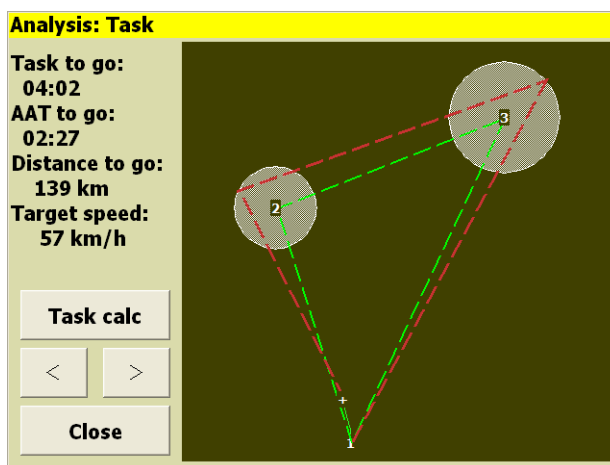 Analysis: Task
Task to go:
04:02
AAT to go:
02:27
Distance to go:
139 km
Target speed:
57 km/h
Task calc
< >
Close
3
2
+
1